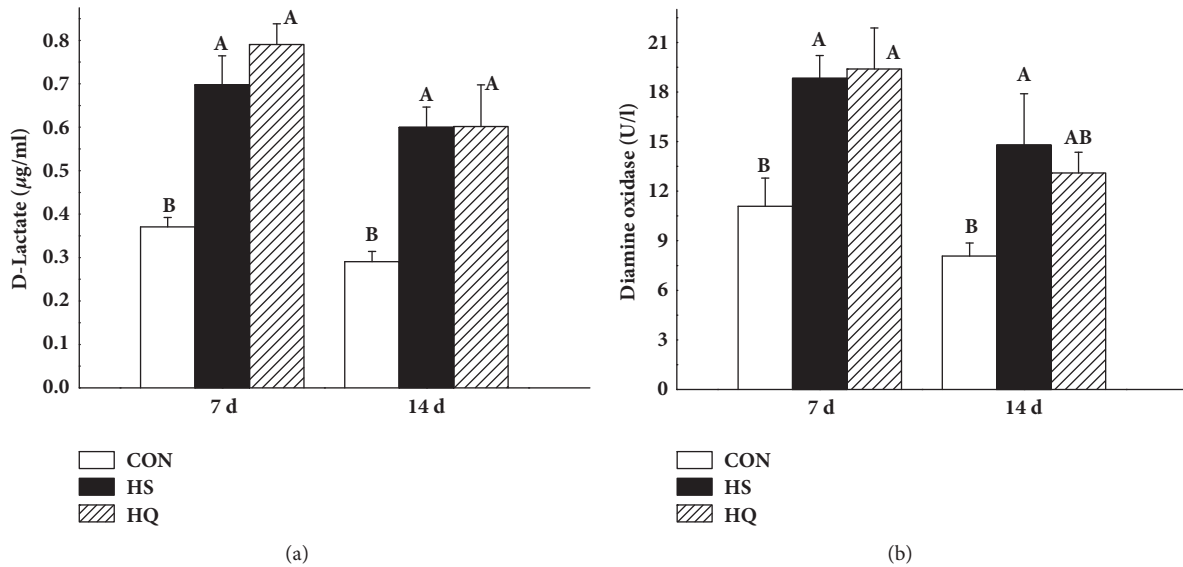 D-Lactate (μg/ml)
0.8
0.7
0.6
0.5
0.4
0.3
0.2
0.1
0.0
B
A
A
B
A
A
7 d
14 d
CON
HS
HQ
(a)
Diamine oxidase (U/l)
21
18
15
12
9
6
3
0
B
A
A
B
A
AB
7 d
14 d
CON
HS
HQ
(b)